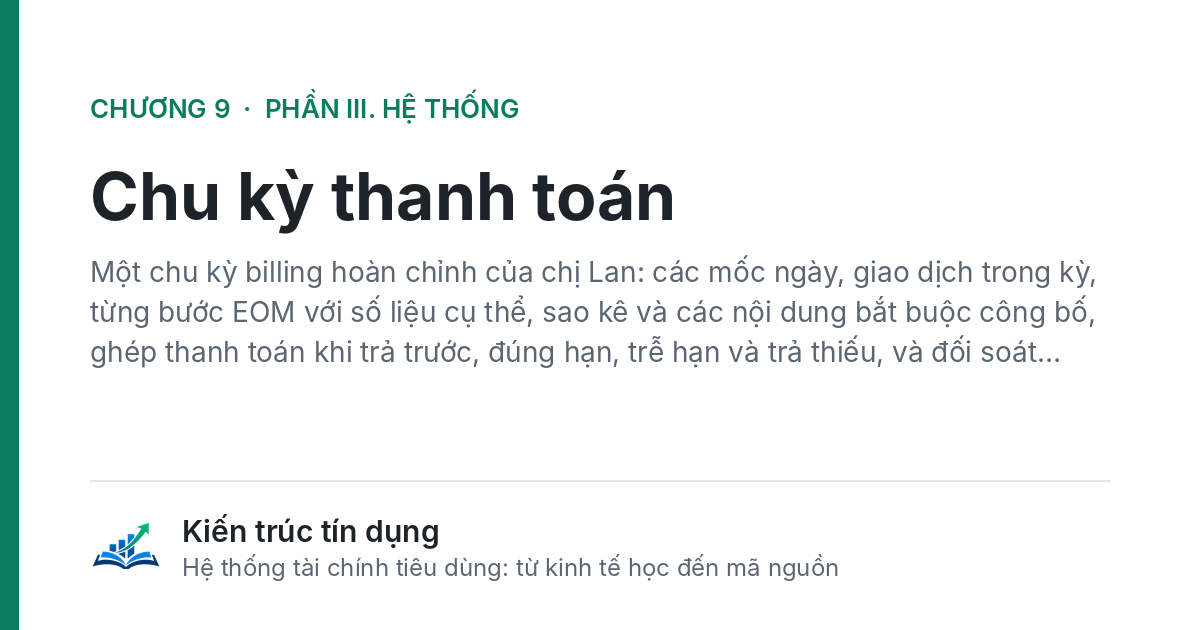 CHƯƠNG 9 · PHẦN III. HỆ THỐNG
Chu kỳ thanh toán
Một chu kỳ billing hoàn chỉnh của chị Lan: các mốc ngày, giao dịch trong kỳ,
từng bước EOM với số liệu cụ thể, sao kê và các nội dung bắt buộc công bố,
ghép thanh toán khi trả trước, đúng hạn, trễ hạn và trả thiếu, và đối soát...
Kiến trúc tín dụng
Hệ thống tài chính tiêu dùng: từ kinh tế học đến mã nguồn